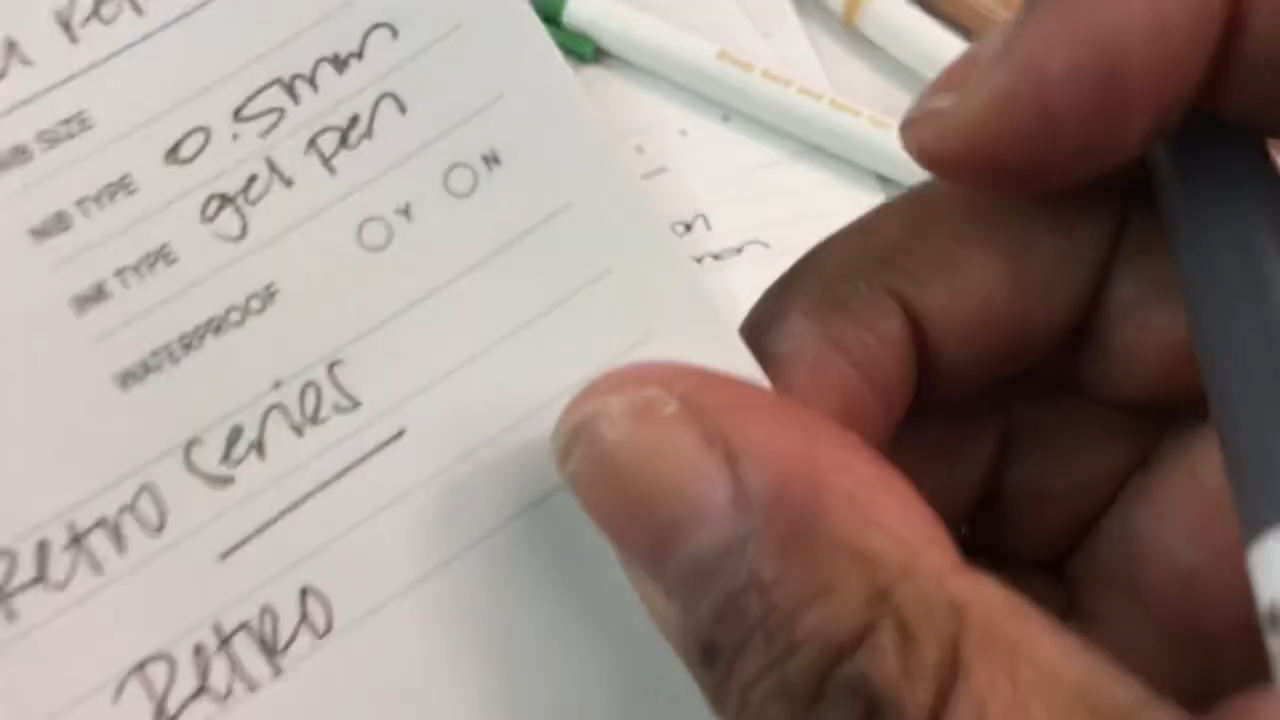 NIB SIZE
NIB TYPE 0.5mm
INK TYPE gel pen
WATERPROOF Y N
Retro series
Retro